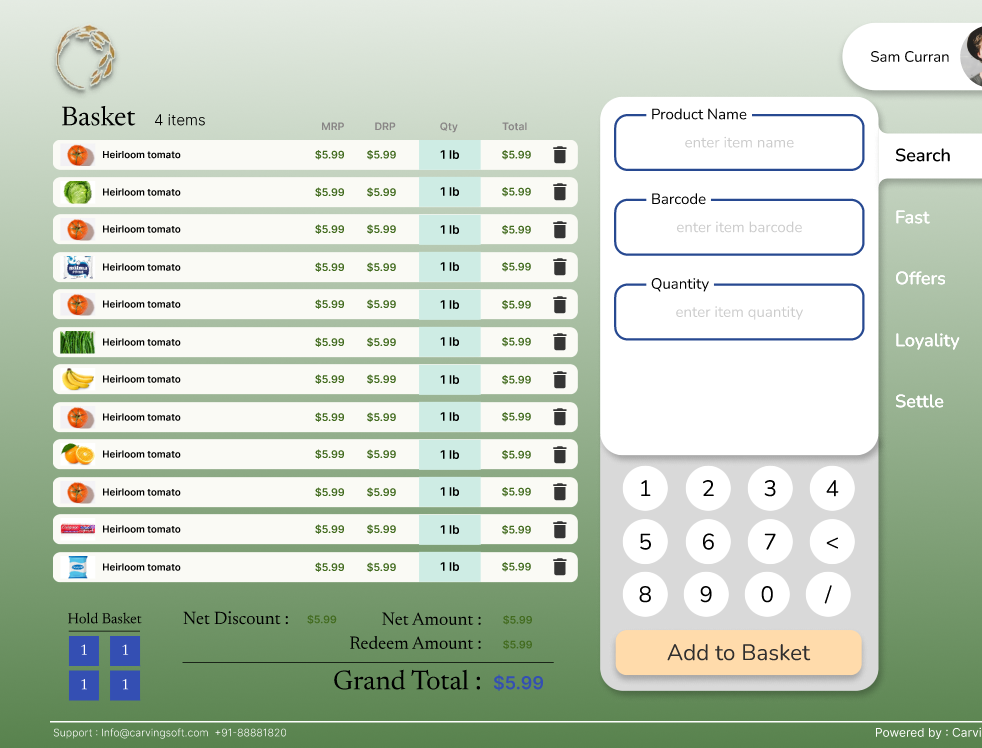 Sam Curran
Basket 4 items
MRP DRP Qty Total
Heirloom tomato $5.99 $5.99 1 lb $5.99
Heirloom tomato $5.99 $5.99 1 lb $5.99
Heirloom tomato $5.99 $5.99 1 lb $5.99
Heirloom tomato $5.99 $5.99 1 lb $5.99
Heirloom tomato $5.99 $5.99 1 lb $5.99
Heirloom tomato $5.99 $5.99 1 lb $5.99
Heirloom tomato $5.99 $5.99 1 lb $5.99
Heirloom tomato $5.99 $5.99 1 lb $5.99
Heirloom tomato $5.99 $5.99 1 lb $5.99
Heirloom tomato $5.99 $5.99 1 lb $5.99
Heirloom tomato $5.99 $5.99 1 lb $5.99
Heirloom tomato $5.99 $5.99 1 lb $5.99
Hold Basket
1 1
1 1
Net Discount : $5.99 Net Amount : $5.99
Redeem Amount : $5.99
Grand Total : $5.99
Product Name
enter item name
Barcode
enter item barcode
Quantity
enter item quantity
1 2 3 4
5 6 7 <
8 9 0 /
Add to Basket
Search
Fast
Offers
Loyality
Settle
Support : Info@carvingsoft.com +91-88881820
Powered by : Carvi